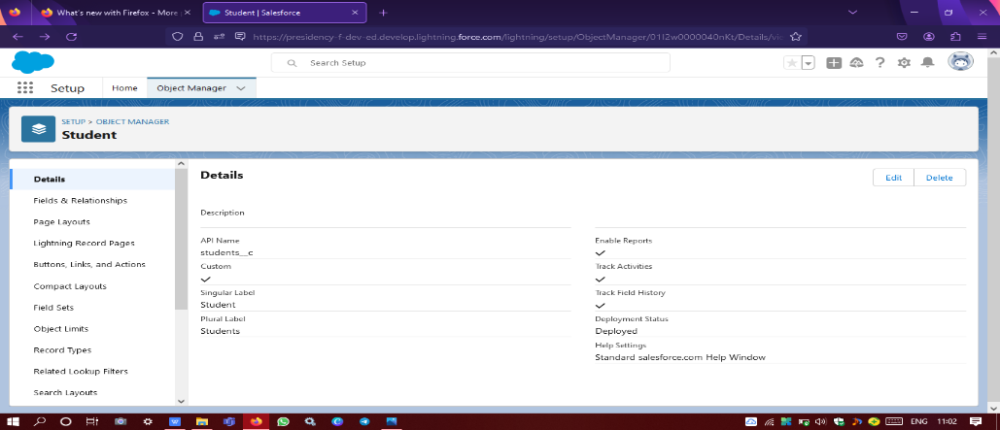 What's new with Firefox - More
Student | Salesforce
https://presidency-f-dev-ed.develop.lightning.force.com/lightning/setup/ObjectManager/01I2w0000040nKt/Details/vie
Search Setup
Setup
Home
Object Manager
SETUP > OBJECT MANAGER
Student
Details
Fields & Relationships
Page Layouts
Lightning Record Pages
Buttons, Links, and Actions
Compact Layouts
Field Sets
Object Limits
Record Types
Related Lookup Filters
Search Layouts
Details
Edit
Delete
Description
API Name
students__c
Custom
Singular Label
Student
Plural Label
Students
Enable Reports
Track Activities
Track Field History
Deployment Status
Deployed
Help Settings
Standard salesforce.com Help Window
ENG
11:02